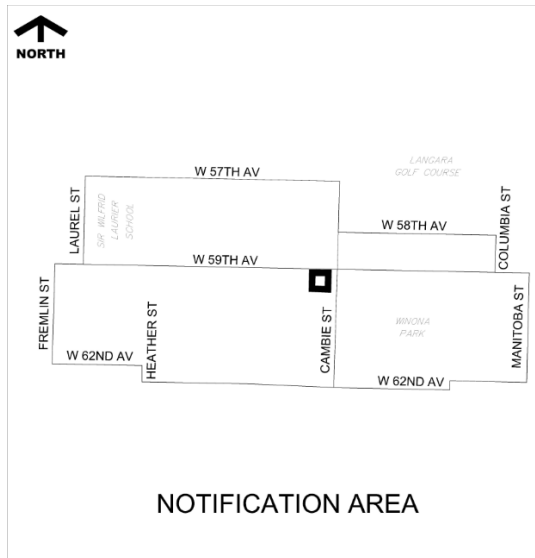 NORTH
LANGARA
GOLF COURSE
W 57TH AV
LAUREL ST
SIR WILFRID
LAURIER
SCHOOL
COLUMBIA ST
W 58TH AV
W 59TH AV
FREMLIN ST
HEATHER ST
CAMBIE ST
WINONA
PARK
MANITOBA ST
W 62ND AV
W 62ND AV
NOTIFICATION AREA